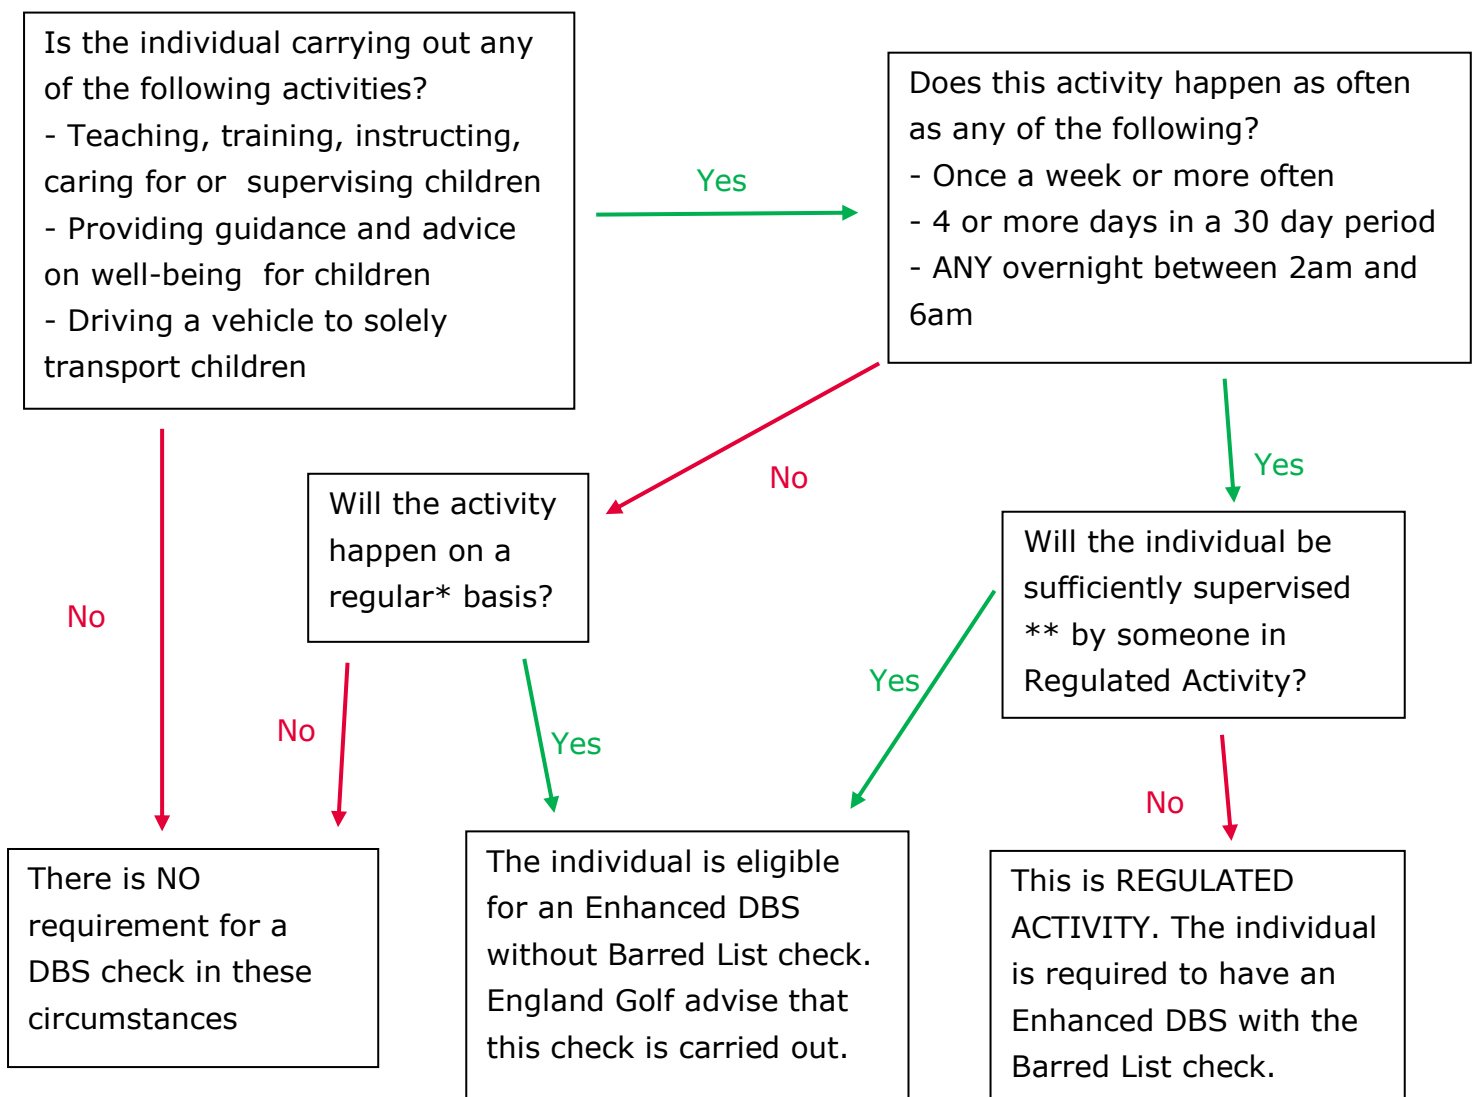 Is the individual carrying out any
of the following activities?
- Teaching, training, instructing,
caring for or  supervising children
- Providing guidance and advice
on well-being  for children
- Driving a vehicle to solely
transport children
Yes
Does this activity happen as often
as any of the following?
- Once a week or more often
- 4 or more days in a 30 day period
- ANY overnight between 2am and
6am
No
Yes
Will the activity
happen on a
regular* basis?
Will the individual be
sufficiently supervised
** by someone in
Regulated Activity?
No
No
Yes
Yes
No
There is NO
requirement for a
DBS check in these
circumstances
The individual is eligible
for an Enhanced DBS
without Barred List check.
England Golf advise that
this check is carried out.
This is REGULATED
ACTIVITY. The individual
is required to have an
Enhanced DBS with the
Barred List check.